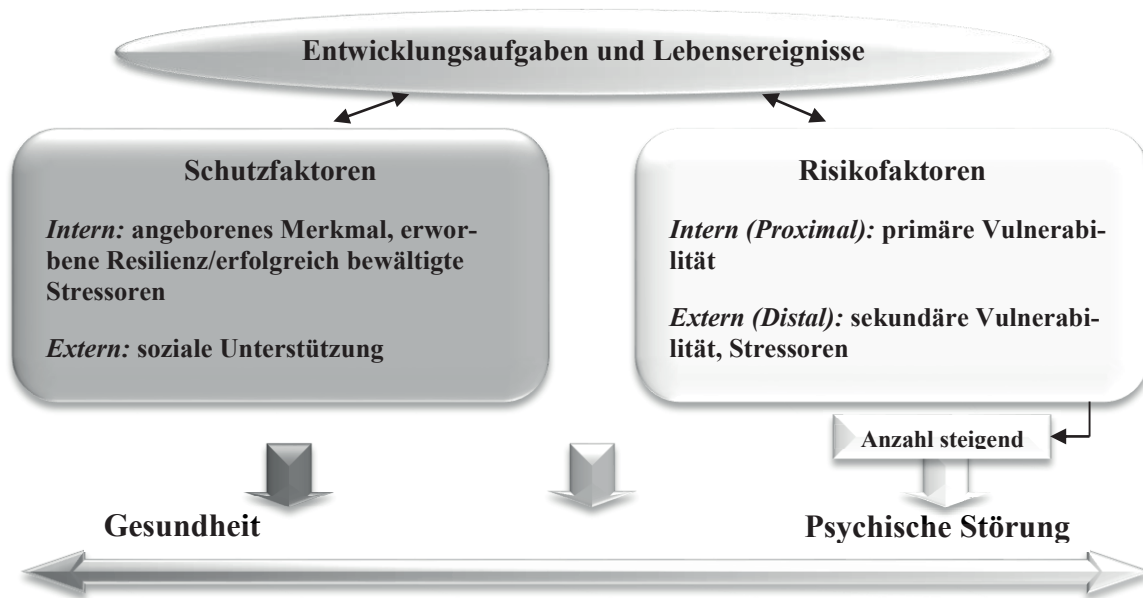 Entwicklungsaufgaben und Lebensereignisse
Schutzfaktoren
Intern: angeborenes Merkmal, erwor-
bene Resilienz/erfolgreich bewältigte
Stressoren
Extern: soziale Unterstützung
Risikofaktoren
Intern (Proximal): primäre Vulnerabi-
lität
Extern (Distal): sekundäre Vulnerabi-
lität, Stressoren
Anzahl steigend
Gesundheit
Psychische Störung